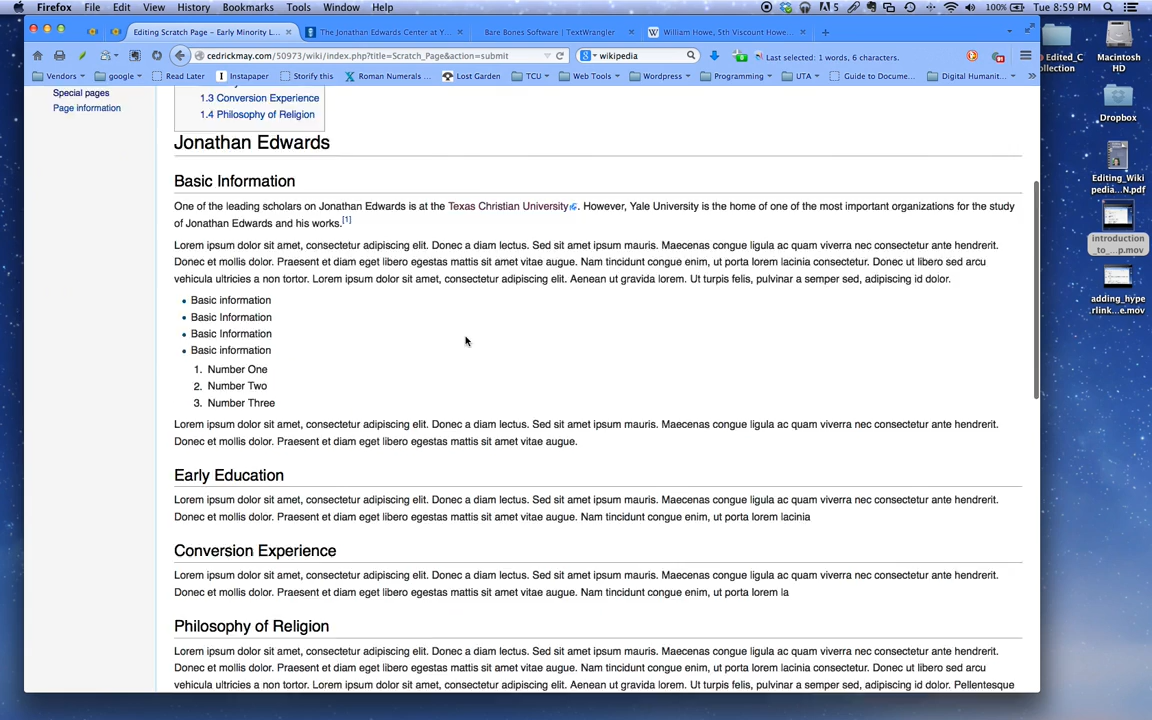 Firefox File Edit View History Bookmarks Tools Window Help
5 100% Tue 8:59 PM
Editing Scratch Page – Early Minority L...
The Jonathan Edwards Center at Y...
Bare Bones Software | TextWrangler
W William Howe, 5th Viscount Howe...
cedrickmay.com/50973/wiki/index.php?title=Scratch_Page&action=submit
wikipedia
Last selected: 1 words, 6 characters.
Vendors google Read Later Instapaper Storify this Roman Numerals ... Lost Garden TCU Web Tools Wordpress Programming UTA Guide to Docume... Digital Humanit...
Special pages
Page information
1.3 Conversion Experience
1.4 Philosophy of Religion
Jonathan Edwards
Basic Information
One of the leading scholars on Jonathan Edwards is at the Texas Christian University. However, Yale University is the home of one of the most important organizations for the study
of Jonathan Edwards and his works.[1]
Lorem ipsum dolor sit amet, consectetur adipiscing elit. Donec a diam lectus. Sed sit amet ipsum mauris. Maecenas congue ligula ac quam viverra nec consectetur ante hendrerit.
Donec et mollis dolor. Praesent et diam eget libero egestas mattis sit amet vitae augue. Nam tincidunt congue enim, ut porta lorem lacinia consectetur. Donec ut libero sed arcu
vehicula ultricies a non tortor. Lorem ipsum dolor sit amet, consectetur adipiscing elit. Aenean ut gravida lorem. Ut turpis felis, pulvinar a semper sed, adipiscing id dolor.
• Basic information
• Basic Information
• Basic Information
• Basic information
1. Number One
2. Number Two
3. Number Three
Lorem ipsum dolor sit amet, consectetur adipiscing elit. Donec a diam lectus. Sed sit amet ipsum mauris. Maecenas congue ligula ac quam viverra nec consectetur ante hendrerit.
Donec et mollis dolor. Praesent et diam eget libero egestas mattis sit amet vitae augue.
Early Education
Lorem ipsum dolor sit amet, consectetur adipiscing elit. Donec a diam lectus. Sed sit amet ipsum mauris. Maecenas congue ligula ac quam viverra nec consectetur ante hendrerit.
Donec et mollis dolor. Praesent et diam eget libero egestas mattis sit amet vitae augue. Nam tincidunt congue enim, ut porta lorem lacinia
Conversion Experience
Lorem ipsum dolor sit amet, consectetur adipiscing elit. Donec a diam lectus. Sed sit amet ipsum mauris. Maecenas congue ligula ac quam viverra nec consectetur ante hendrerit.
Donec et mollis dolor. Praesent et diam eget libero egestas mattis sit amet vitae augue. Nam tincidunt congue enim, ut porta lorem la
Philosophy of Religion
Lorem ipsum dolor sit amet, consectetur adipiscing elit. Donec a diam lectus. Sed sit amet ipsum mauris. Maecenas congue ligula ac quam viverra nec consectetur ante hendrerit.
Donec et mollis dolor. Praesent et diam eget libero egestas mattis sit amet vitae augue. Nam tincidunt congue enim, ut porta lorem lacinia consectetur. Donec ut libero sed arcu
vehicula ultricies a non tortor. Lorem ipsum dolor sit amet, consectetur adipiscing elit. Aenean ut gravida lorem. Ut turpis felis, pulvinar a semper sed, adipiscing id dolor. Pellentesque
Edited_C
ollection
Macintosh
HD
Dropbox
Editing_Wiki
pedia...N.pdf
introduction
_to_...p.mov
adding_hype
rlink...e.mov